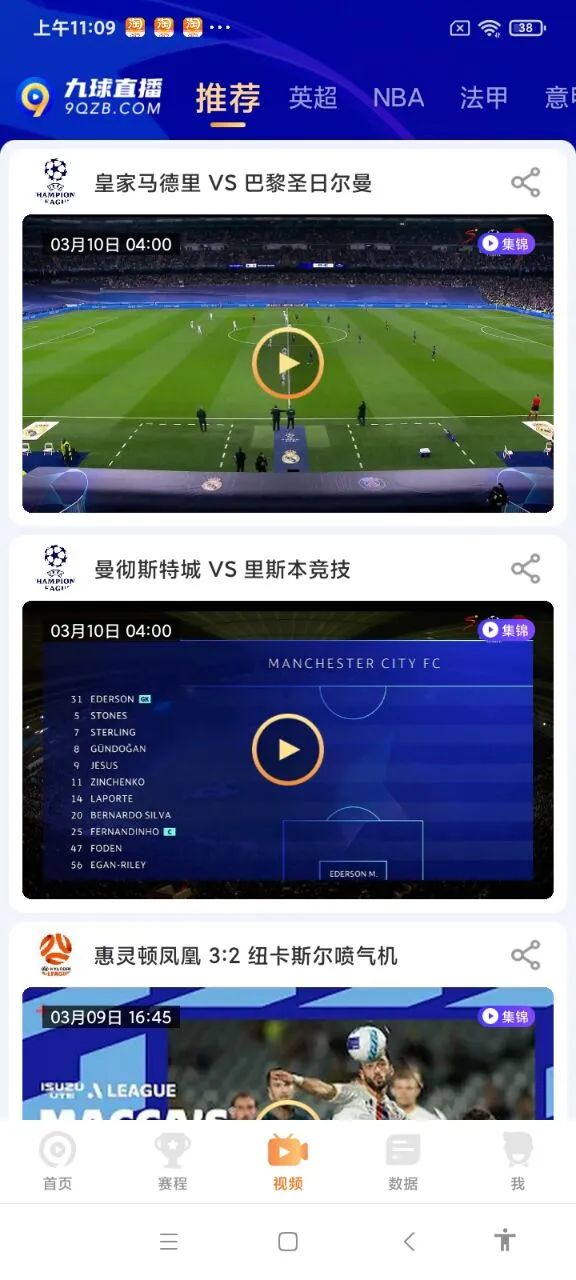 上午11:09 淘 淘 淘 ··· 38
九球直播
9QZB.COM
推荐 英超 NBA 法甲 意甲
皇家马德里 VS 巴黎圣日尔曼
03月10日 04:00
集锦
曼彻斯特城 VS 里斯本竞技
03月10日 04:00
集锦
MANCHESTER CITY FC
31 EDERSON GK
5 STONES
7 STERLING
8 GÜNDOĞAN
9 JESUS
11 ZINCHENKO
14 LAPORTE
20 BERNARDO SILVA
25 FERNANDINHO C
47 FODEN
56 EGAN-RILEY
EDERSON M.
惠灵顿凤凰 3:2 纽卡斯尔喷气机
03月09日 16:45
集锦
ISUZU UTE A LEAGUE
MACCA'S
首页 赛程 视频 数据 我